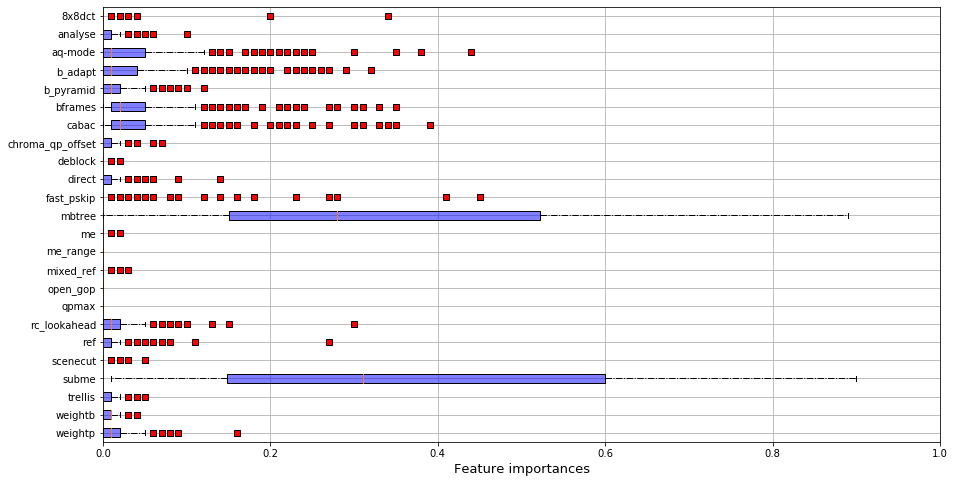 8x8dct
analyse
aq-mode
b_adapt
b_pyramid
bframes
cabac
chroma_qp_offset
deblock
direct
fast_pskip
mbtree
me
me_range
mixed_ref
open_gop
qpmax
rc_lookahead
ref
scenecut
subme
trellis
weightb
weightp
0.0 0.2 0.4 0.6 0.8 1.0
Feature importances